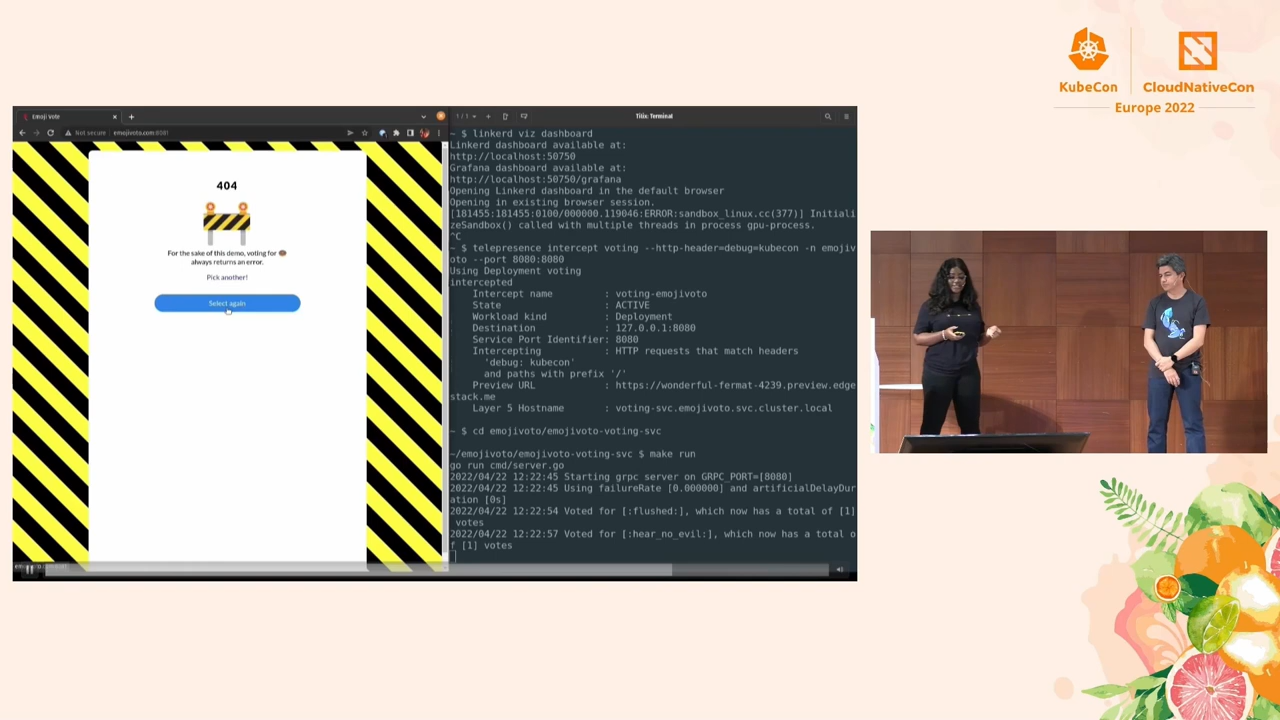 KubeCon
CloudNativeCon
Europe 2022
Emoji Vote
Not secure
emojivoto.com:8081
404
For the sake of this demo, voting for 🍩
always returns an error.
Pick another!
Select again
1 / 1
Tilix: Terminal
~ $ linkerd viz dashboard
Linkerd dashboard available at:
http://localhost:50750
Grafana dashboard available at:
http://localhost:50750/grafana
Opening Linkerd dashboard in the default browser
Opening in existing browser session.
[181455:181455:0100/000000.119046:ERROR:sandbox_linux.cc(377)] Initiali
zeSandbox() called with multiple threads in process gpu-process.
^C
~ $ telepresence intercept voting --http-header=debug=kubecon -n emojiv
oto --port 8080:8080
Using Deployment voting
intercepted
Intercept name : voting-emojivoto
State : ACTIVE
Workload kind : Deployment
Destination : 127.0.0.1:8080
Service Port Identifier: 8080
Intercepting : HTTP requests that match headers
'debug: kubecon'
and paths with prefix '/'
Preview URL : https://wonderful-fermat-4239.preview.edge
stack.me
Layer 5 Hostname : voting-svc.emojivoto.svc.cluster.local
~ $ cd emojivoto/emojivoto-voting-svc
~/emojivoto/emojivoto-voting-svc $ make run
go run cmd/server.go
2022/04/22 12:22:45 Starting grpc server on GRPC_PORT=[8080]
2022/04/22 12:22:45 Using failureRate [0.000000] and artificialDelayDur
ation [0s]
2022/04/22 12:22:54 Voted for [:flushed:], which now has a total of [1]
votes
2022/04/22 12:22:57 Voted for [:hear_no_evil:], which now has a total o
f [1] votes